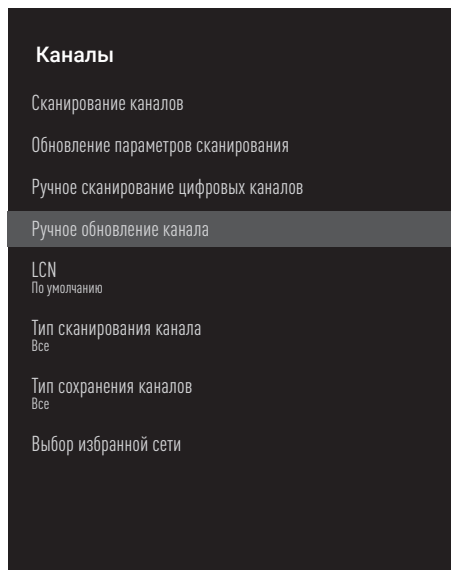 Каналы
Сканирование каналов
Обновление параметров сканирования
Ручное сканирование цифровых каналов
Ручное обновление канала
LCN
По умолчанию
Тип сканирования канала
Все
Тип сохранения каналов
Все
Выбор избранной сети